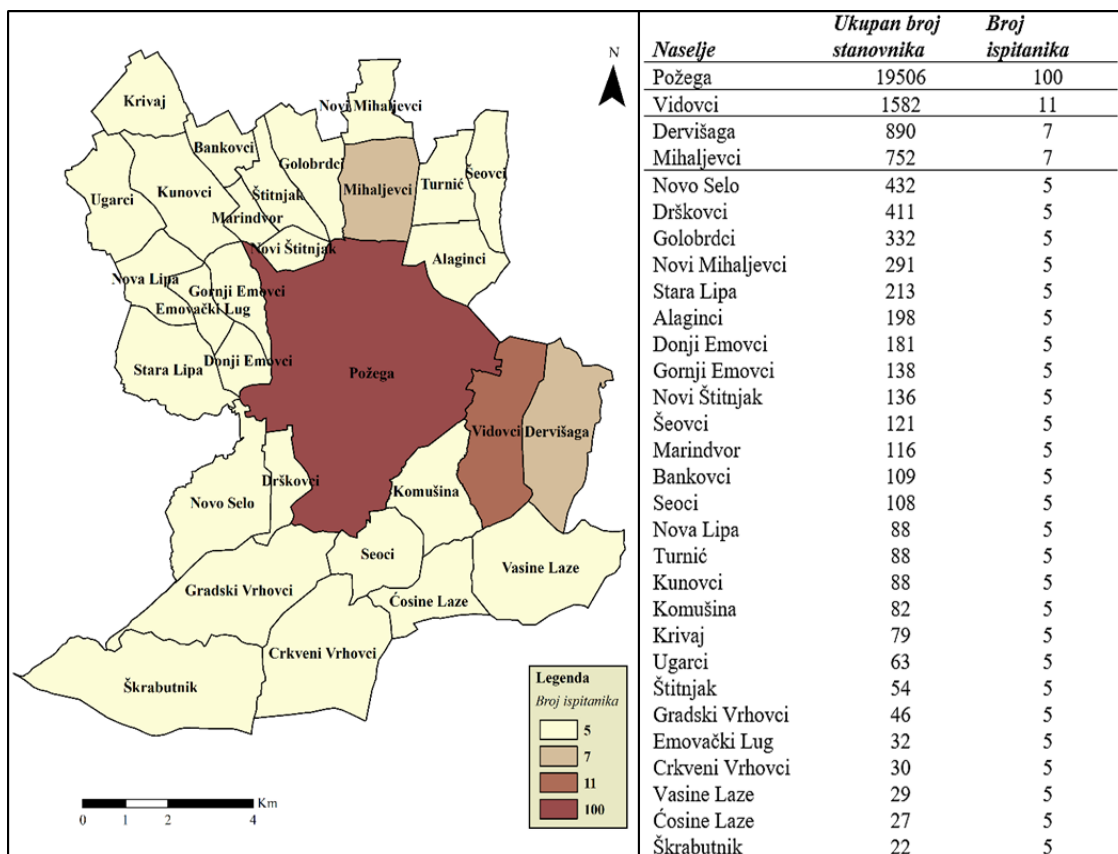 N
Krivaj
Novi Mihaljevci
Bankovci
Golobrdci
Štitnjak
Mihaljevci
Turnić
Šeovci
Ugarci
Kunovci
Marindvor
Novi Štitnjak
Alaginci
Nova Lipa
Gornji Emovci
Emovački Lug
Donji Emovci
Stara Lipa
Požega
Vidovci
Dervišaga
Drškovci
Komušina
Novo Selo
Seoci
Vasine Laze
Gradski Vrhovci
Ćosine Laze
Crkveni Vrhovci
Škrabutnik
Legenda
Broj ispitanika
5
7
11
100
Km
0 1 2 4
Ukupan broj Broj
Naselje stanovnika ispitanika
Požega 19506 100
Vidovci 1582 11
Dervišaga 890 7
Mihaljevci 752 7
Novo Selo 432 5
Drškovci 411 5
Golobrdci 332 5
Novi Mihaljevci 291 5
Stara Lipa 213 5
Alaginci 198 5
Donji Emovci 181 5
Gornji Emovci 138 5
Novi Štitnjak 136 5
Šeovci 121 5
Marindvor 116 5
Bankovci 109 5
Seoci 108 5
Nova Lipa 88 5
Turnić 88 5
Kunovci 88 5
Komušina 82 5
Krivaj 79 5
Ugarci 63 5
Štitnjak 54 5
Gradski Vrhovci 46 5
Emovački Lug 32 5
Crkveni Vrhovci 30 5
Vasine Laze 29 5
Ćosine Laze 27 5
Škrabutnik 22 5